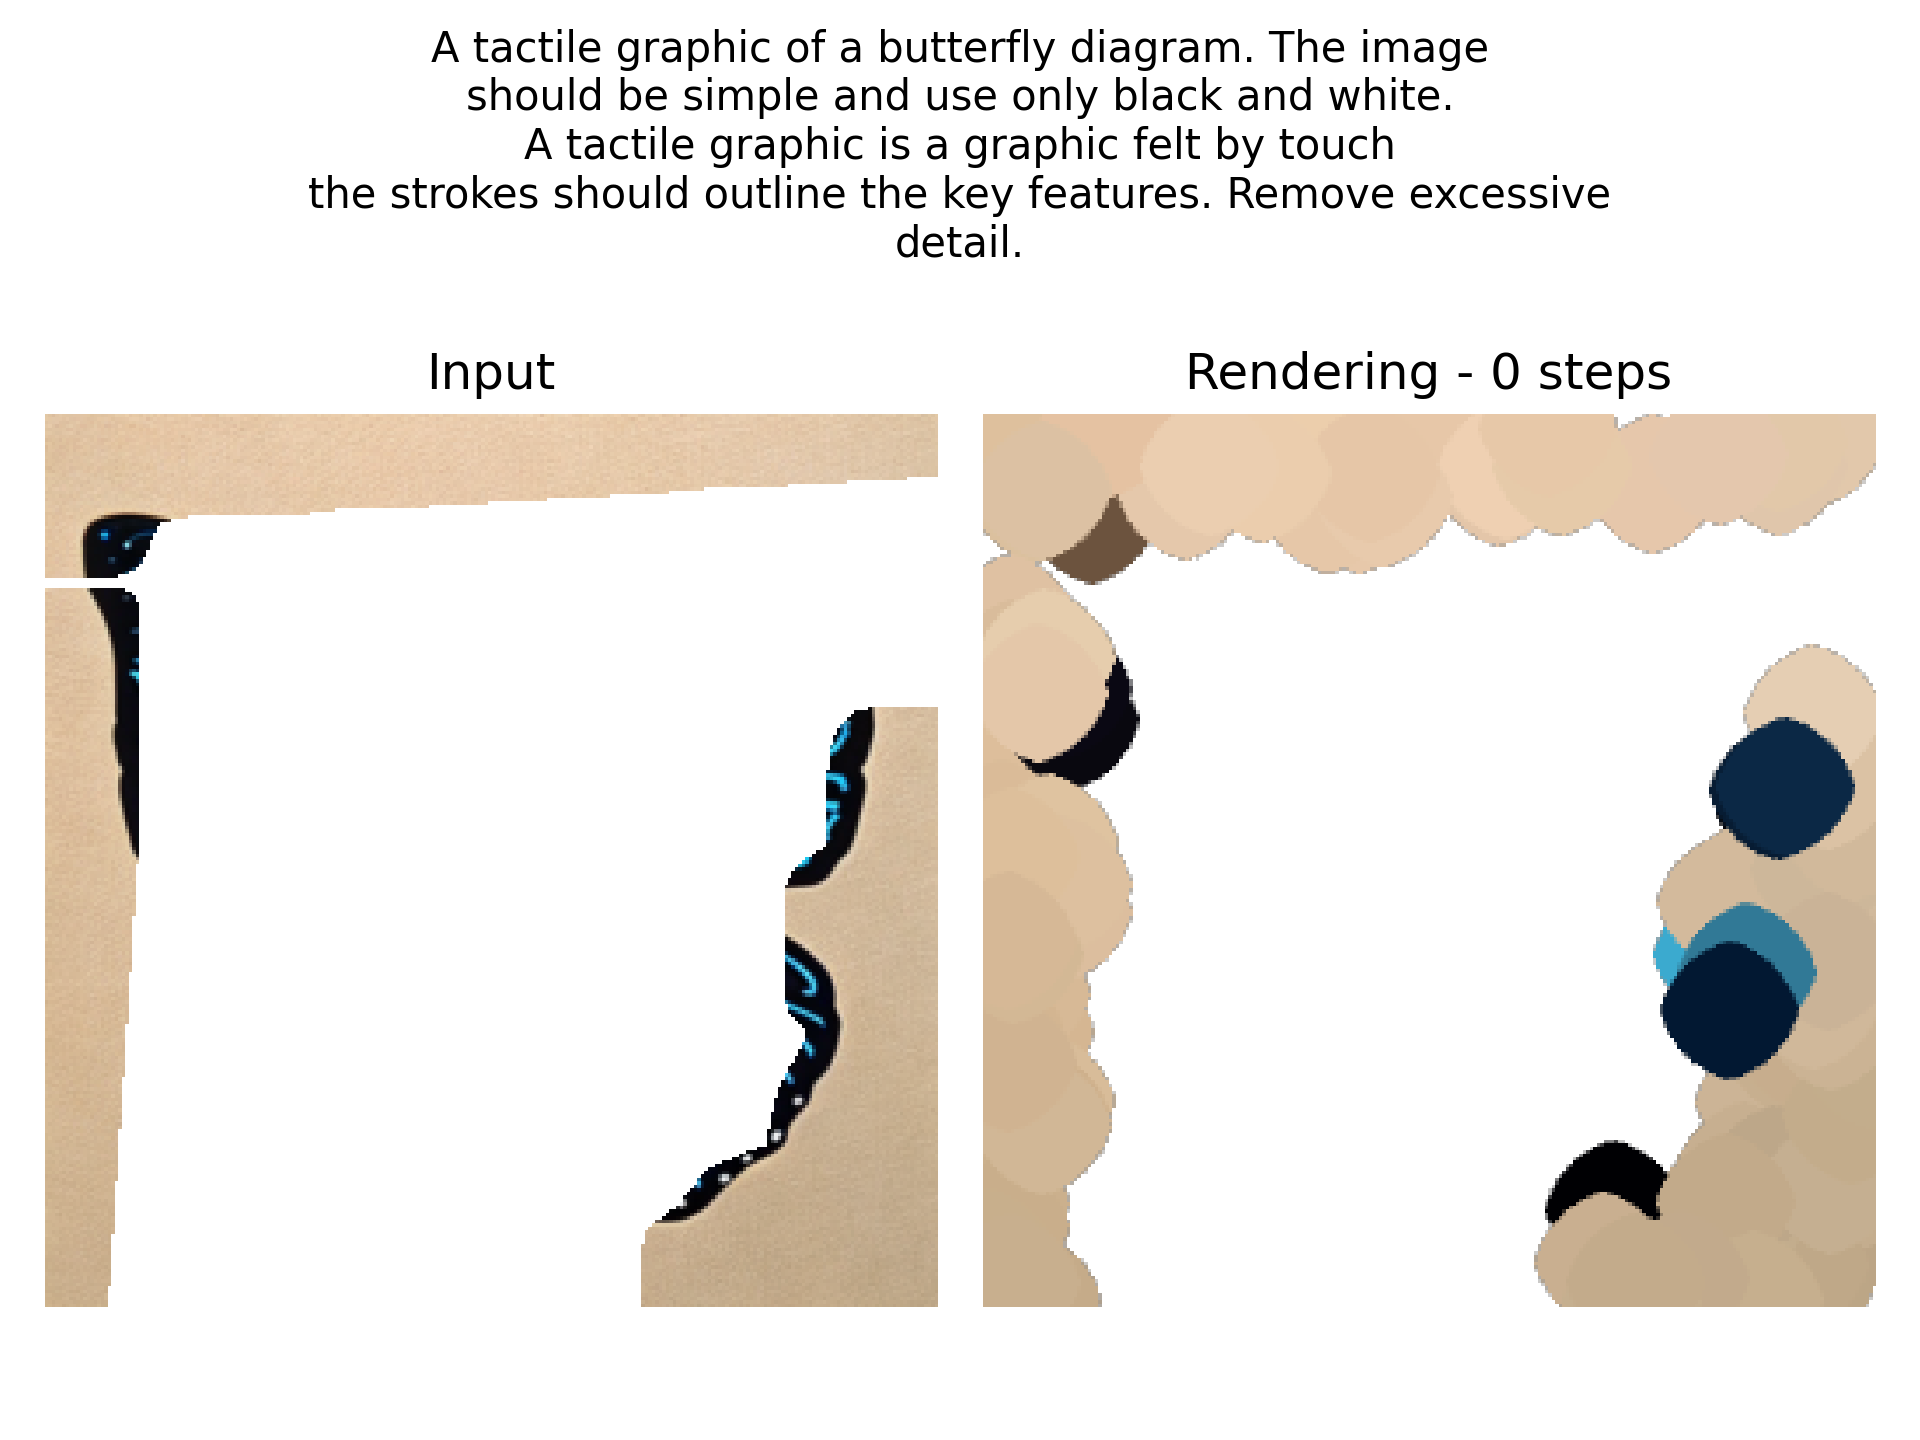 A tactile graphic of a butterfly diagram. The image
should be simple and use only black and white.
A tactile graphic is a graphic felt by touch
the strokes should outline the key features. Remove excessive
detail.
Input
Rendering - 0 steps